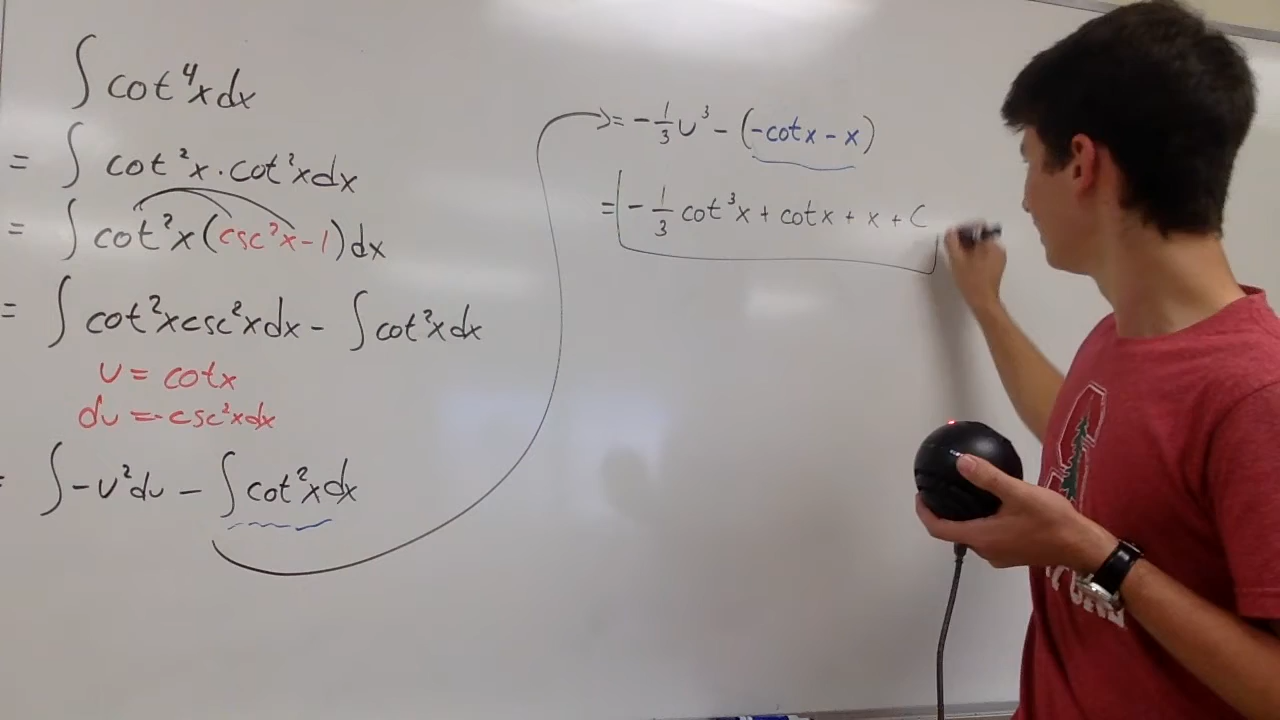 ∫ cot⁴x dx
= ∫ cot²x · cot²x dx
= ∫ cot²x (csc²x - 1) dx
= ∫ cot²x csc²x dx - ∫ cot²x dx
u = cot x
du = -csc²x dx
= ∫ -u² du - ∫ cot²x dx
= -1/3 u³ - (-cot x - x)
= -1/3 cot³x + cot x + x + C